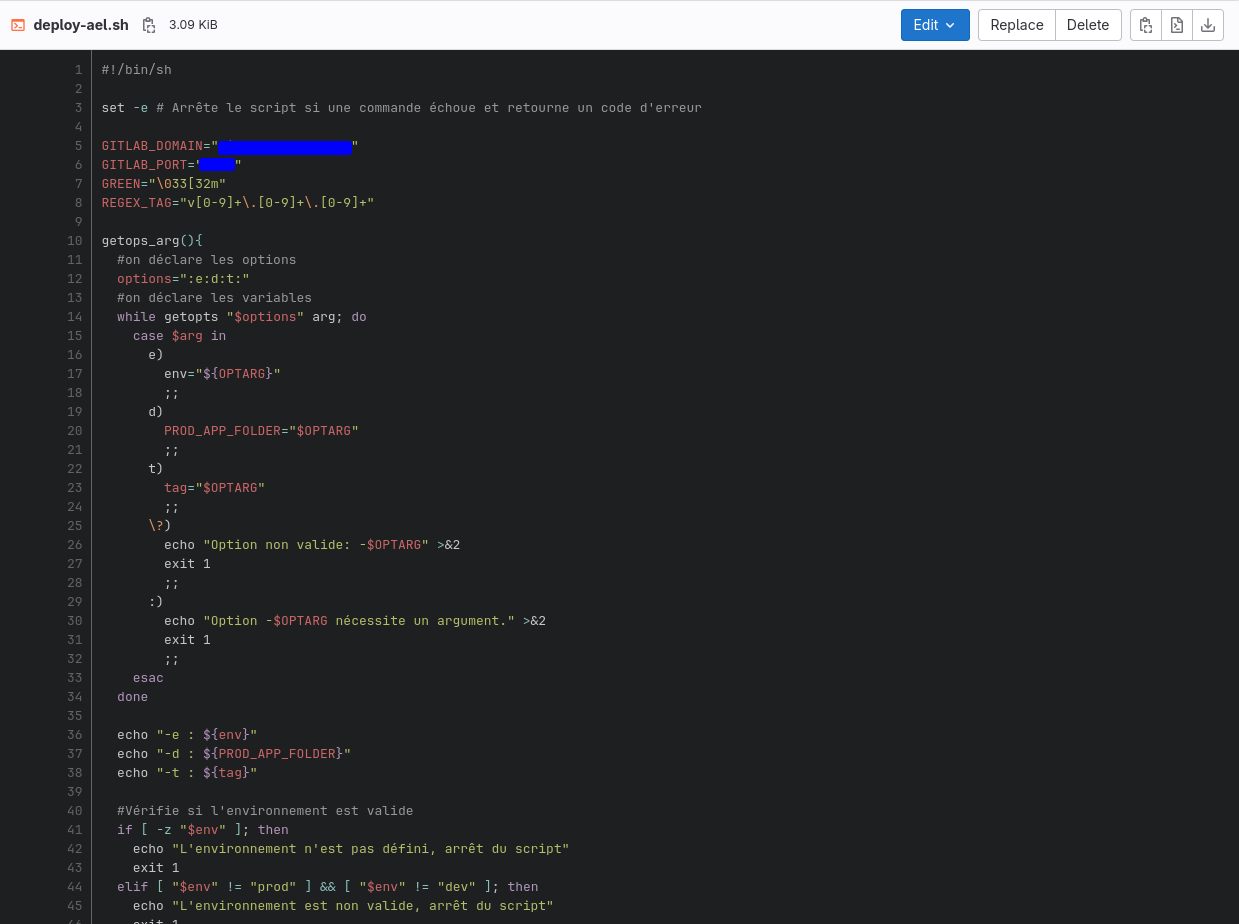 deploy-ael.sh 3.09 KiB Edit Replace Delete
1 #!/bin/sh
2
3 set -e # Arrête le script si une commande échoue et retourne un code d'erreur
4
5 GITLAB_DOMAIN=" "
6 GITLAB_PORT=" "
7 GREEN="\033[32m"
8 REGEX_TAG="v[0-9]+\.[0-9]+\.[0-9]+"
9
10 getops_arg(){
11 #on déclare les options
12 options=":e:d:t:"
13 #on déclare les variables
14 while getopts "$options" arg; do
15 case $arg in
16 e)
17 env="${OPTARG}"
18 ;;
19 d)
20 PROD_APP_FOLDER="$OPTARG"
21 ;;
22 t)
23 tag="$OPTARG"
24 ;;
25 \?)
26 echo "Option non valide: -$OPTARG" >&2
27 exit 1
28 ;;
29 :)
30 echo "Option -$OPTARG nécessite un argument." >&2
31 exit 1
32 ;;
33 esac
34 done
35
36 echo "-e : ${env}"
37 echo "-d : ${PROD_APP_FOLDER}"
38 echo "-t : ${tag}"
39
40 #Vérifie si l'environnement est valide
41 if [ -z "$env" ]; then
42 echo "L'environnement n'est pas défini, arrêt du script"
43 exit 1
44 elif [ "$env" != "prod" ] && [ "$env" != "dev" ]; then
45 echo "L'environnement est non valide, arrêt du script"
46 exit 1